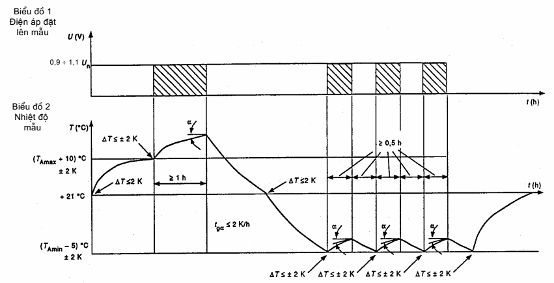 Biểu đồ 1
Điện áp đặt
lên mẫu
U (V)
0,9 ÷ 1,1 Un
t (h)
Biểu đồ 2
Nhiệt độ
mẫu
T (°C)
α
ΔT ≤ ± 2 K
≥ 0,5 h
(TAmax + 10) °C
± 2 K
ΔT ≤ 2 K
≥ 1 h
ΔT ≤ 2 K
t (h)
+ 21 °C
tgα ≤ 2 K/h
α
α
α
(TAmin – 5) °C
± 2 K
ΔT ≤ ± 2 K
ΔT ≤ ± 2 K
ΔT ≤ ± 2 K
ΔT ≤ ± 2 K